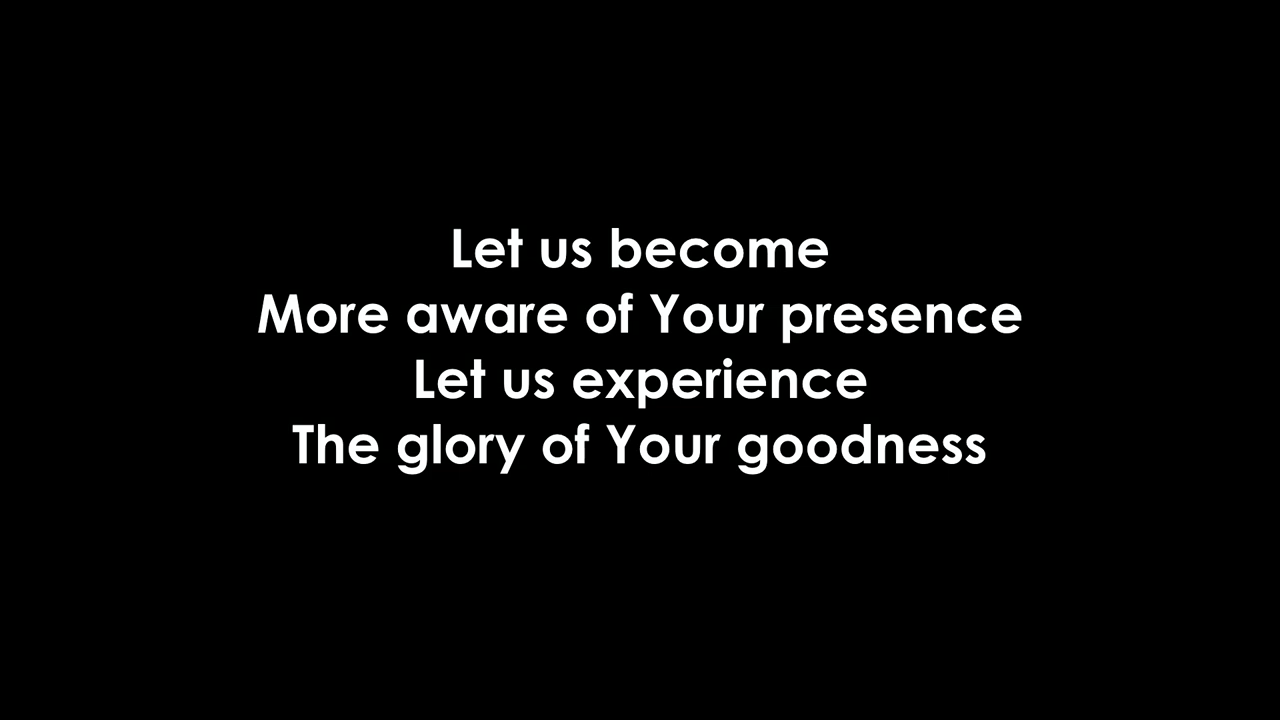 Let us become
More aware of Your presence
Let us experience
The glory of Your goodness